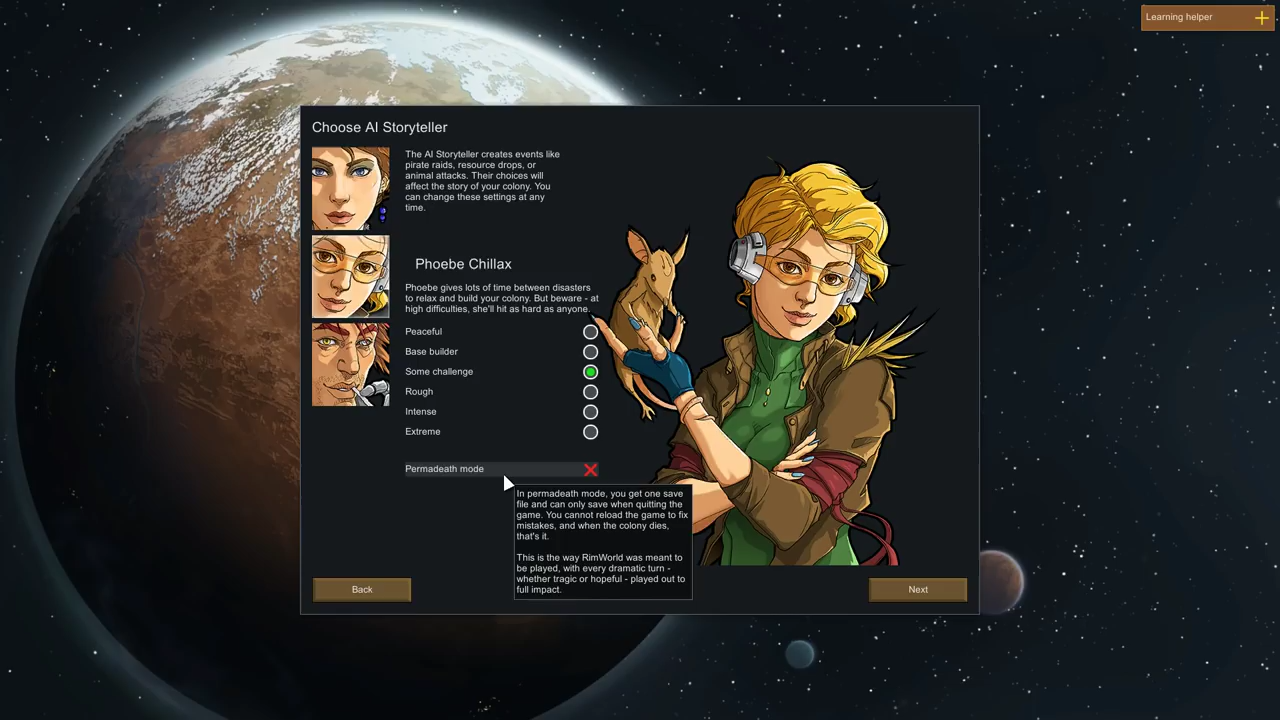 Learning helper
Choose AI Storyteller
The AI Storyteller creates events like
pirate raids, resource drops, or
animal attacks. Their choices will
affect the story of your colony. You
can change these settings at any
time.
Phoebe Chillax
Phoebe gives lots of time between disasters
to relax and build your colony. But beware - at
high difficulties, she'll hit as hard as anyone.
Peaceful
Base builder
Some challenge
Rough
Intense
Extreme
Permadeath mode
In permadeath mode, you get one save
file and can only save when quitting the
game. You cannot reload the game to fix
mistakes, and when the colony dies,
that's it.
This is the way RimWorld was meant to
be played, with every dramatic turn -
whether tragic or hopeful - played out to
full impact.
Back
Next